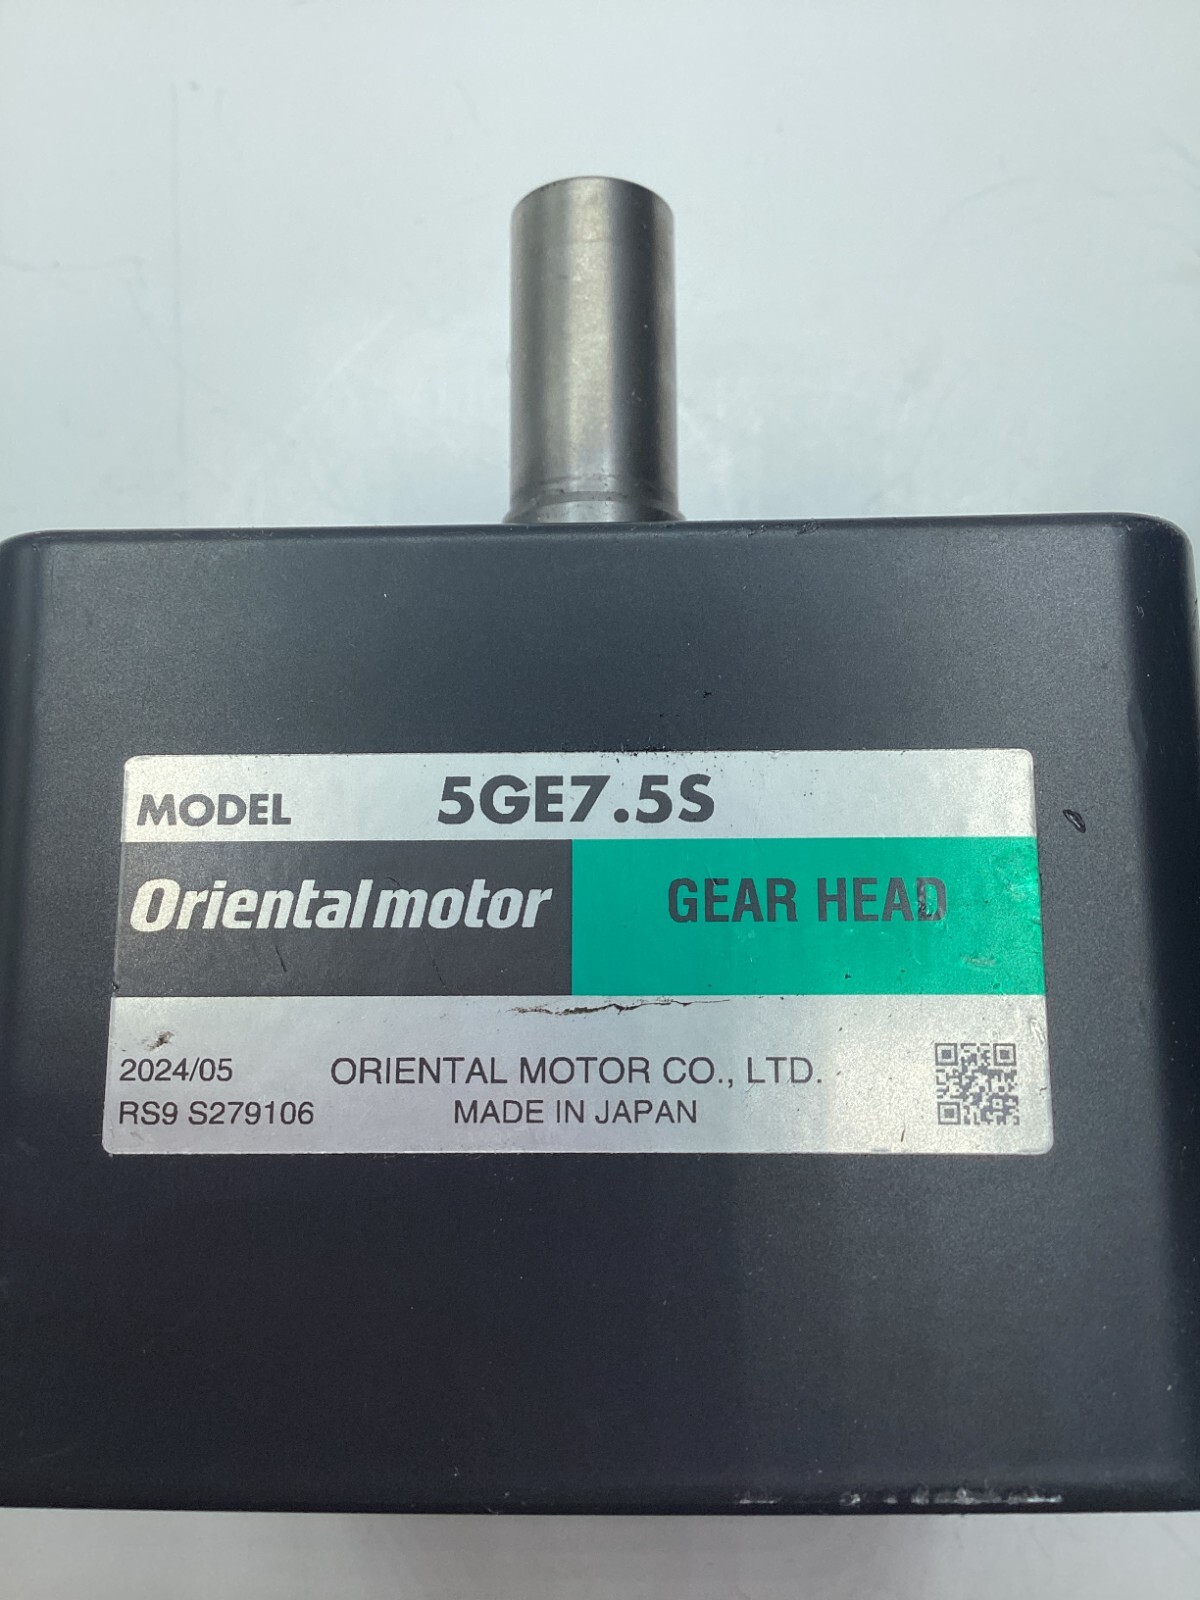 MODEL 5GE7.5S
Orientalmotor GEAR HEAD
2024/05 ORIENTAL MOTOR CO., LTD.
RS9 S279106 MADE IN JAPAN